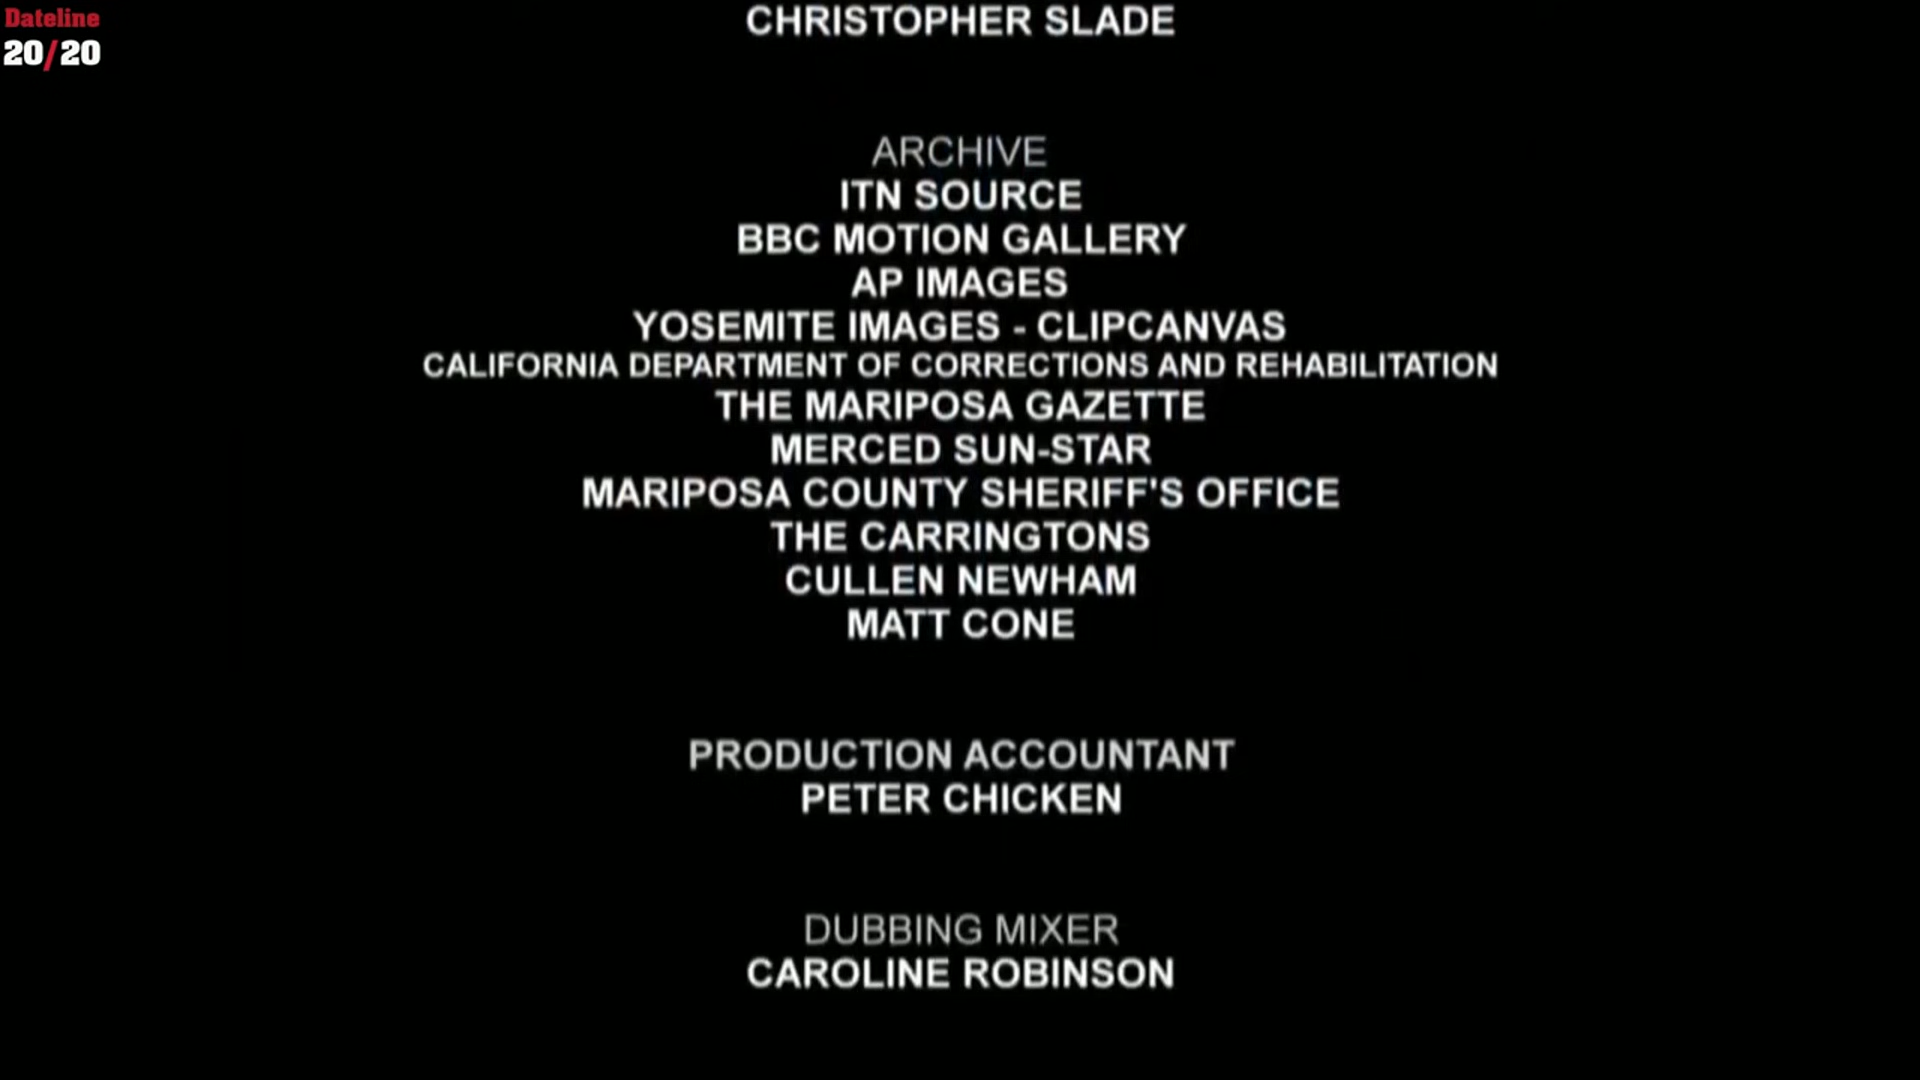 Dateline
20/20
CHRISTOPHER SLADE
ARCHIVE
ITN SOURCE
BBC MOTION GALLERY
AP IMAGES
YOSEMITE IMAGES - CLIPCANVAS
CALIFORNIA DEPARTMENT OF CORRECTIONS AND REHABILITATION
THE MARIPOSA GAZETTE
MERCED SUN-STAR
MARIPOSA COUNTY SHERIFF'S OFFICE
THE CARRINGTONS
CULLEN NEWHAM
MATT CONE
PRODUCTION ACCOUNTANT
PETER CHICKEN
DUBBING MIXER
CAROLINE ROBINSON